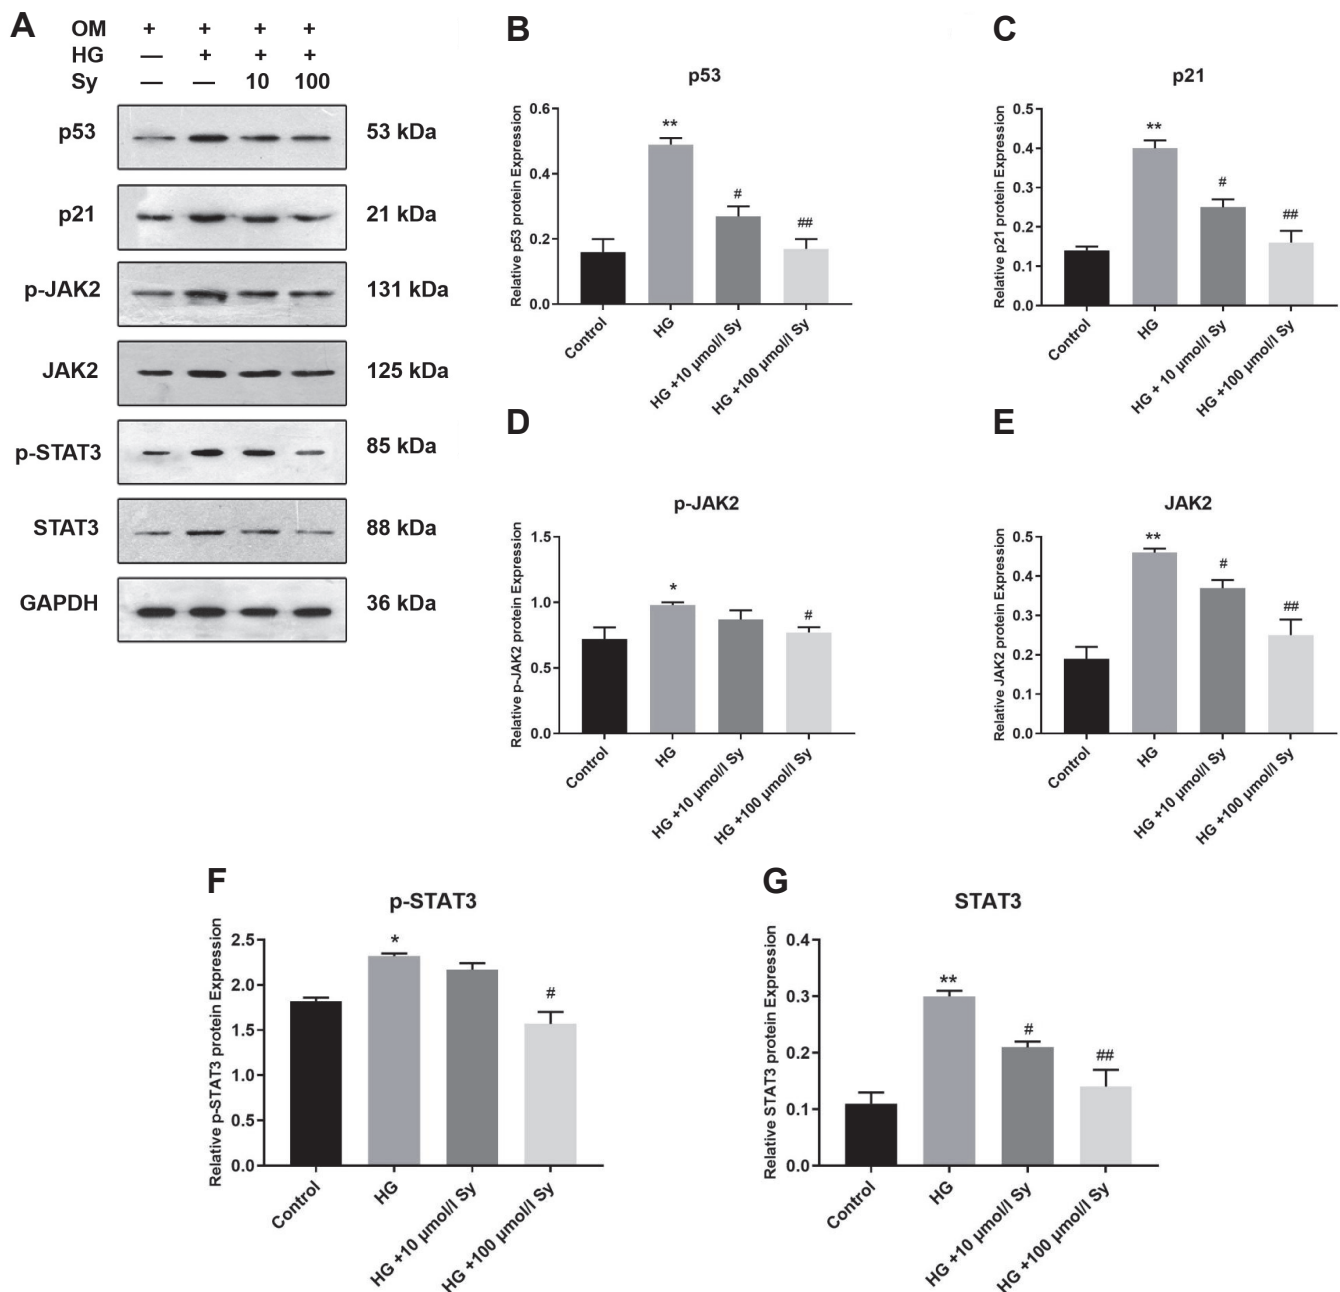 A
OM + + + +
HG — + + +
Sy — — 10 100
p53 53 kDa
p21 21 kDa
p-JAK2 131 kDa
JAK2 125 kDa
p-STAT3 85 kDa
STAT3 88 kDa
GAPDH 36 kDa
B
p53
Relative p53 protein Expression
0.6
0.4
0.2
0.0
**
#
##
Control
HG
HG +10 μmol/l Sy
HG +100 μmol/l Sy
C
p21
Relative p21 protein Expression
0.5
0.4
0.3
0.2
0.1
0.0
**
#
##
Control
HG
HG + 10 μmol/l Sy
HG +100 μmol/l Sy
D
p-JAK2
Relative p-JAK2 protein Expression
1.5
1.0
0.5
0.0
*
#
Control
HG
HG +10 μmol/l Sy
HG +100 μmol/l Sy
E
JAK2
Relative JAK2 protein Expression
0.5
0.4
0.3
0.2
0.1
0.0
**
#
##
Control
HG
HG +10 μmol/l Sy
HG +100 μmol/l Sy
F
p-STAT3
Relative p-STAT3 protein Expression
2.5
2.0
1.5
1.0
0.5
0.0
*
#
Control
HG
HG +10 μmol/l Sy
HG +100 μmol/l Sy
G
STAT3
Relative STAT3 protein Expression
0.4
0.3
0.2
0.1
0.0
**
#
##
Control
HG
HG +10 μmol/l Sy
HG +100 μmol/l Sy